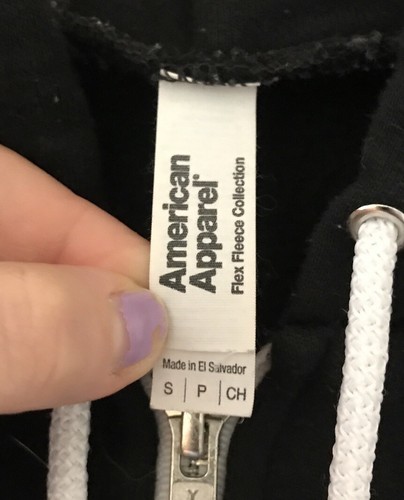 American
Apparel
Flex Fleece Collection
Made in El Salvador
S | P | CH